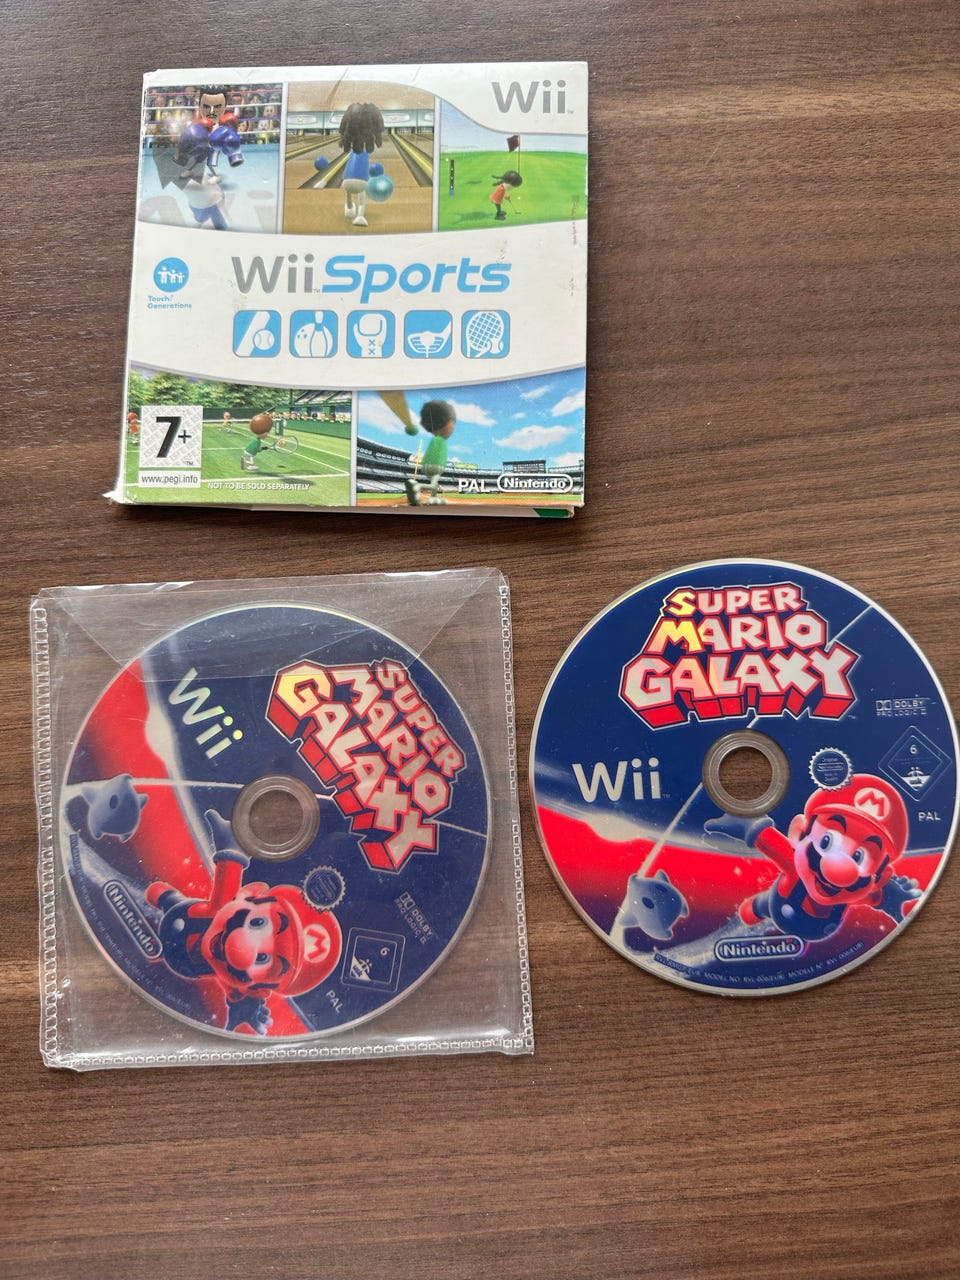 Wii
Wii Sports
Touch!
Generations
7+
www.pegi.info
NOT TO BE SOLD SEPARATELY
PAL Nintendo
Wii
SUPER
MARIO
GALAXY
DOLBY
PRO LOGIC II
6
PAL
Nintendo
SUPER
MARIO
GALAXY
Wii
DOLBY
PRO LOGIC II
6
PAL
Nintendo